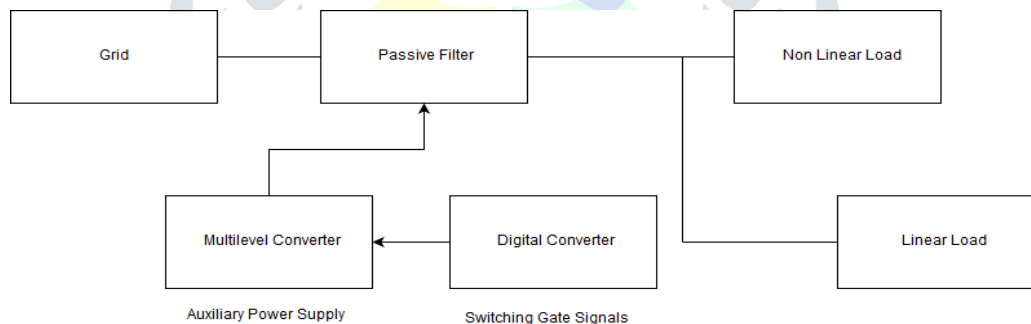 Grid
Passive Filter
Non Linear Load
Multilevel Converter
Digital Converter
Linear Load
Auxiliary Power Supply
Switching Gate Signals